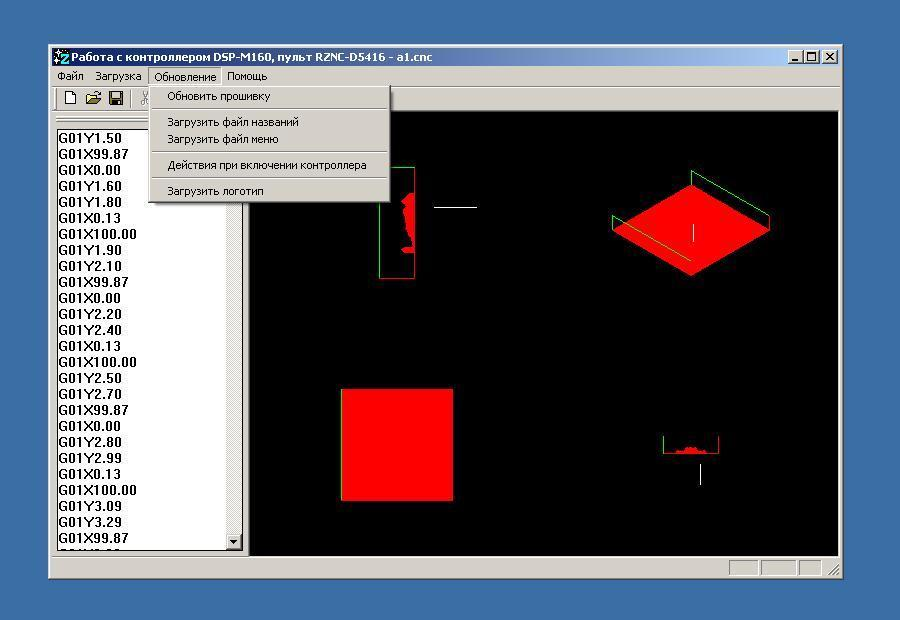 Работа с контроллером DSP-M160, пульт RZNC-D5416 - a1.cnc
Файл Загрузка Обновление Помощь
Обновить прошивку
Загрузить файл названий
Загрузить файл меню
Действия при включении контроллера
Загрузить логотип
G01Y1.50
G01X99.87
G01X0.00
G01Y1.60
G01Y1.80
G01X0.13
G01X100.00
G01Y1.90
G01Y2.10
G01X99.87
G01X0.00
G01Y2.20
G01Y2.40
G01X0.13
G01X100.00
G01Y2.50
G01Y2.70
G01X99.87
G01X0.00
G01Y2.80
G01Y2.99
G01X0.13
G01X100.00
G01Y3.09
G01Y3.29
G01X99.87